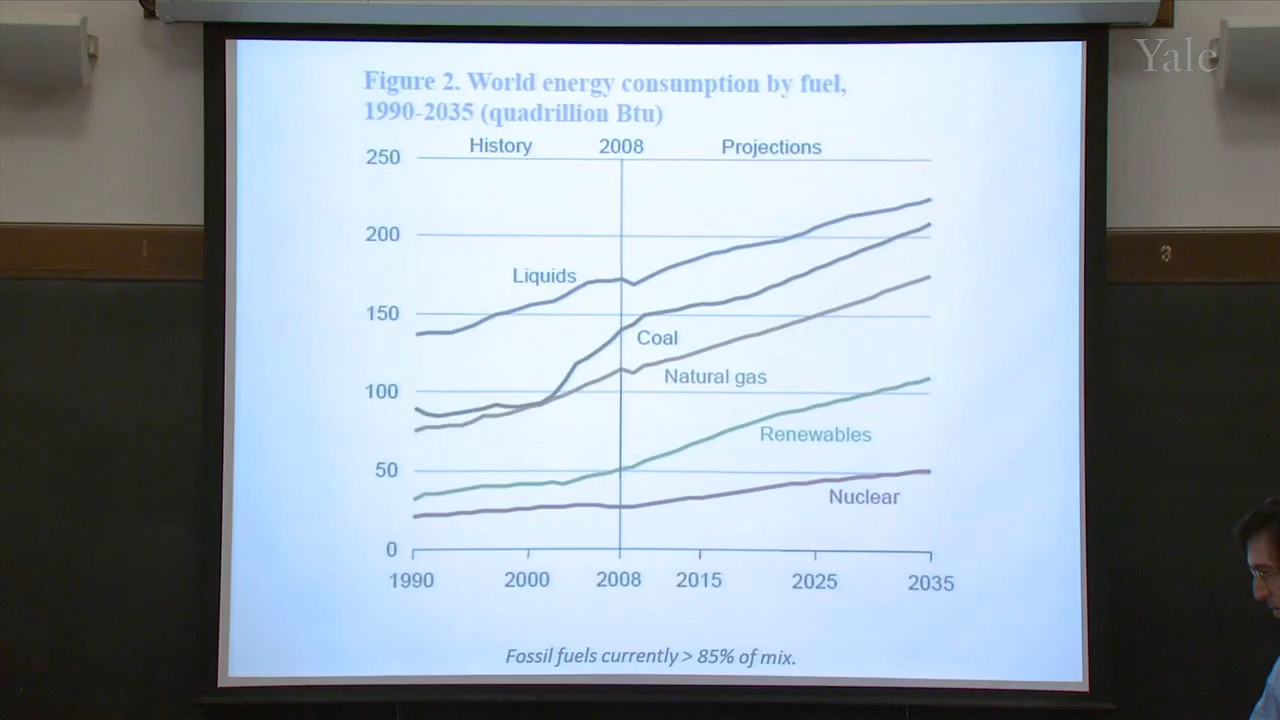 Yale
Figure 2. World energy consumption by fuel,
1990-2035 (quadrillion Btu)
History 2008 Projections
250
200
Liquids
150
Coal
Natural gas
100
Renewables
50
Nuclear
0
1990 2000 2008 2015 2025 2035
Fossil fuels currently > 85% of mix.